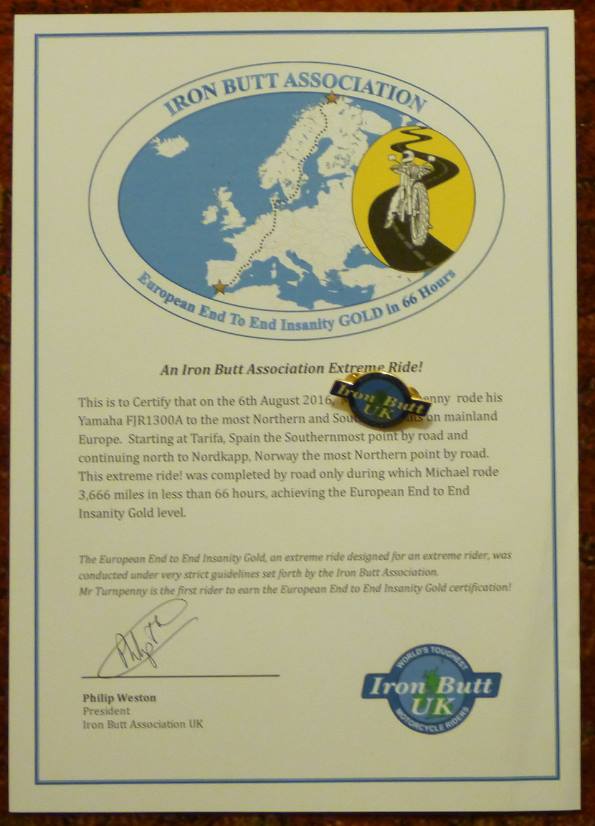 IRON BUTT ASSOCIATION
European End To End Insanity GOLD in 66 Hours
An Iron Butt Association Extreme Ride!
This is to Certify that on the 6th August 2016, enny rode his
Yamaha FJR1300A to the most Northern and Sou ts on mainland
Europe. Starting at Tarifa, Spain the Southernmost point by road and
continuing north to Nordkapp, Norway the most Northern point by road.
This extreme ride! was completed by road only during which Michael rode
3,666 miles in less than 66 hours, achieving the European End to End
Insanity Gold level.
Iron Butt
UK
The European End to End Insanity Gold, an extreme ride designed for an extreme rider, was
conducted under very strict guidelines set forth by the Iron Butt Association.
Mr Turnpenny is the first rider to earn the European End to End Insanity Gold certification!
Philip Weston
President
Iron Butt Association UK
WORLD'S TOUGHEST
Iron Butt
UK
MOTORCYCLE RIDERS